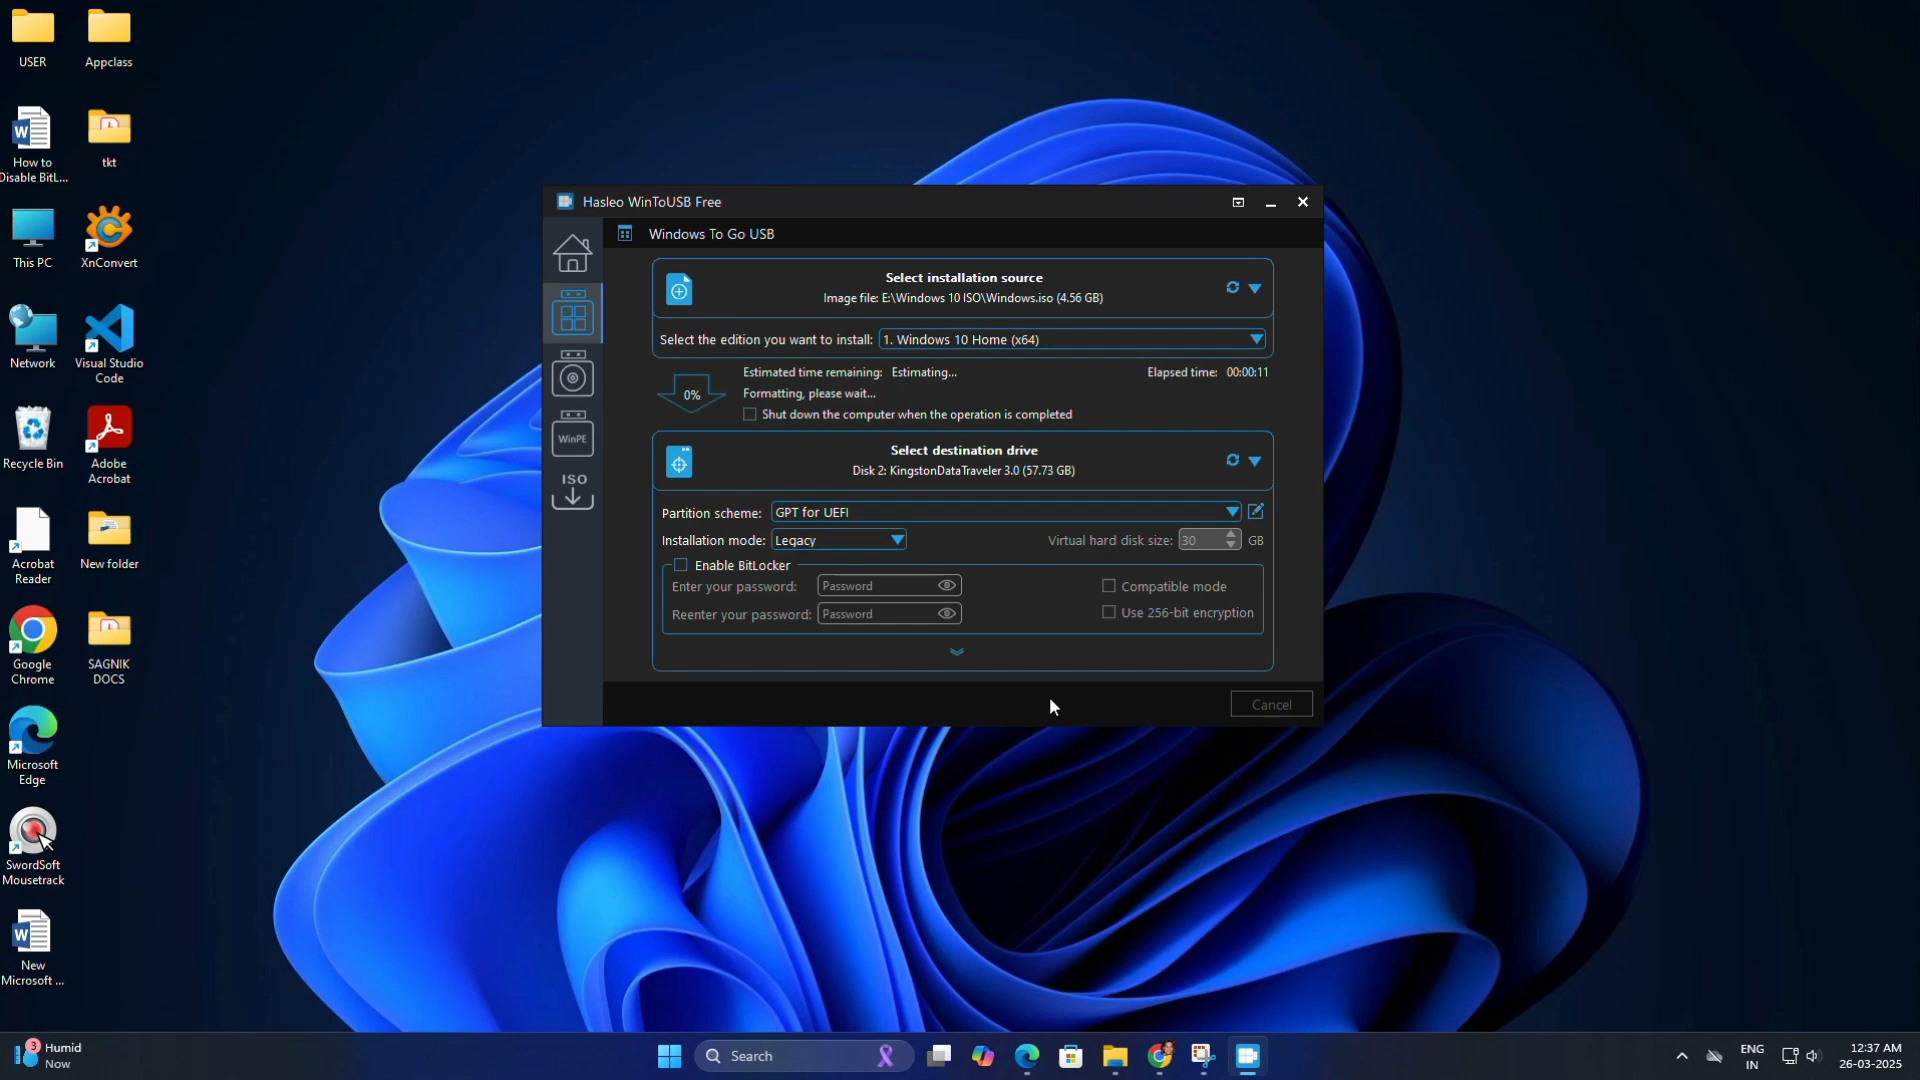 USER
Appclass
How to
Disable BitL...
tkt
This PC
XnConvert
Network
Visual Studio
Code
Recycle Bin
Adobe
Acrobat
Acrobat
Reader
New folder
Google
Chrome
SAGNIK
DOCS
Microsoft
Edge
SwordSoft
Mousetrack
New
Microsoft ...
Hasleo WinToUSB Free
Windows To Go USB
Select installation source
Image file: E:\Windows 10 ISO\Windows.iso (4.56 GB)
Select the edition you want to install: 1. Windows 10 Home (x64)
Estimated time remaining: Estimating... Elapsed time: 00:00:11
0%
Formatting, please wait...
Shut down the computer when the operation is completed
Select destination drive
Disk 2: KingstonDataTraveler 3.0 (57.73 GB)
WinPE
ISO
Partition scheme: GPT for UEFI
Installation mode: Legacy Virtual hard disk size: 30 GB
Enable BitLocker
Enter your password: Password Compatible mode
Reenter your password: Password Use 256-bit encryption
Cancel
3
Humid
Now
Search
ENG
IN
12:37 AM
26-03-2025